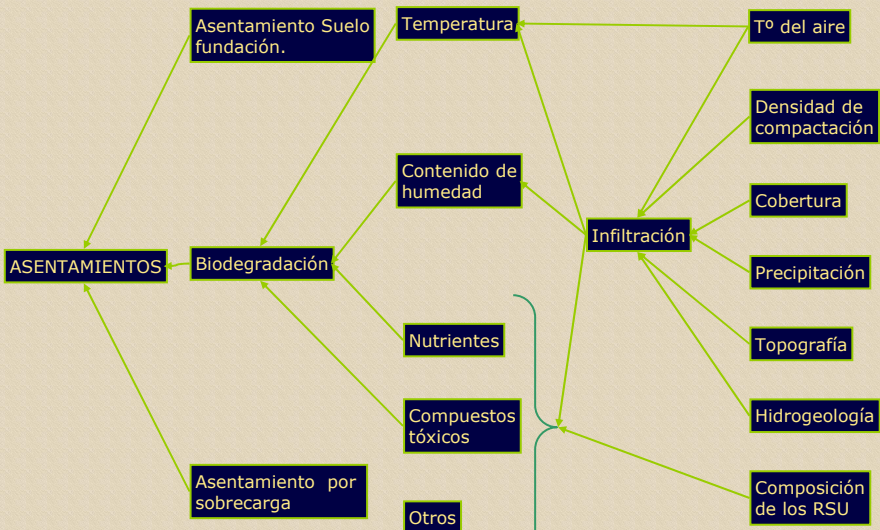 Asentamiento Suelo
fundación.
Temperatura
Tº del aire
Densidad de
compactación
Contenido de
humedad
Cobertura
Infiltración
ASENTAMIENTOS
Biodegradación
Precipitación
Nutrientes
Topografía
Compuestos
tóxicos
Hidrogeología
Asentamiento por
sobrecarga
Composición
de los RSU
Otros